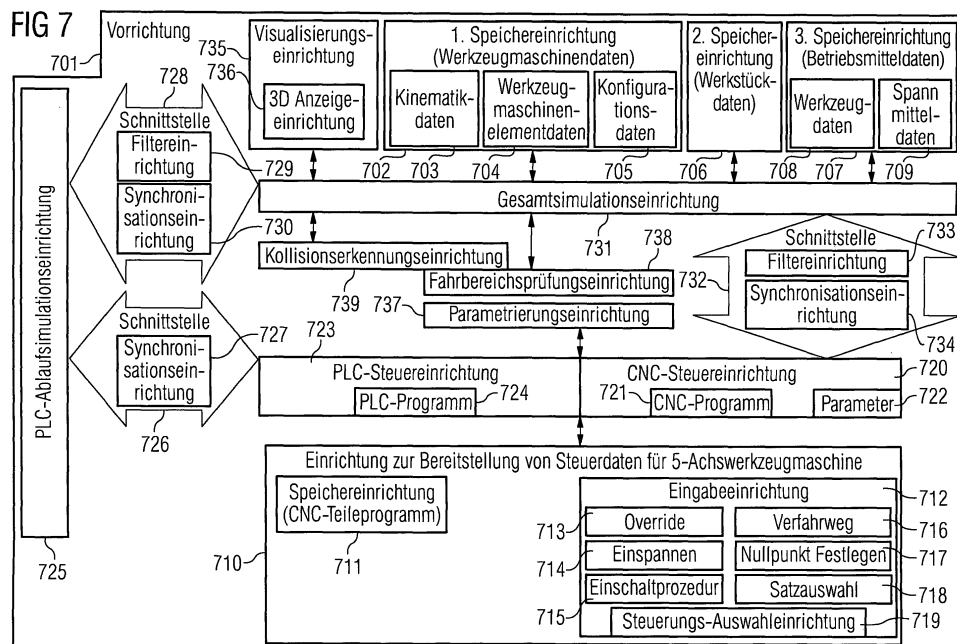 FIG 7
701
Vorrichtung
728
Schnittstelle
Filterein-
richtung
729
Synchroni-
sationsein-
richtung
730
PLC-Ablaufsimulationseinrichtung
725
Schnittstelle
727
Synchroni-
sationsein-
richtung
726
735
Visualisierungs-
einrichtung
736
3D Anzeige-
einrichtung
1. Speichereinrichtung
(Werkzeugmaschinendaten)
Kinematik-
daten
Werkzeug-
maschinen-
elementdaten
Konfigu-
rations-
daten
702
703
704
705
2. Speicher-
einrichtung
(Werkstück-
daten)
706
3. Speichereinrichtung
(Betriebsmitteldaten)
Werkzeug-
daten
Spann
mittel-
daten
708
707
709
Gesamtsimulationseinrichtung
731
Kollisionserkennungseinrichtung
739
738
Fahrbereichsprüfungseinrichtung
737
Parametrierungseinrichtung
732
Schnittstelle
733
Filtereinrichtung
Synchronisationsein-
richtung
734
723
PLC-Steuereinrichtung
PLC-Programm
724
CNC-Steuereinrichtung
720
721
CNC-Programm
Parameter
722
Einrichtung zur Bereitstellung von Steuerdaten für 5-Achswerkzeugmaschine
710
Speichereinrichtung
(CNC-Teileprogramm)
711
Eingabeeinrichtung
712
713
Override
Verfahrweg
716
714
Einspannen
Nullpunkt Festlegen
717
715
Einschaltprozedur
Satzauswahl
718
Steuerungs-Auswahleinrichtung
719